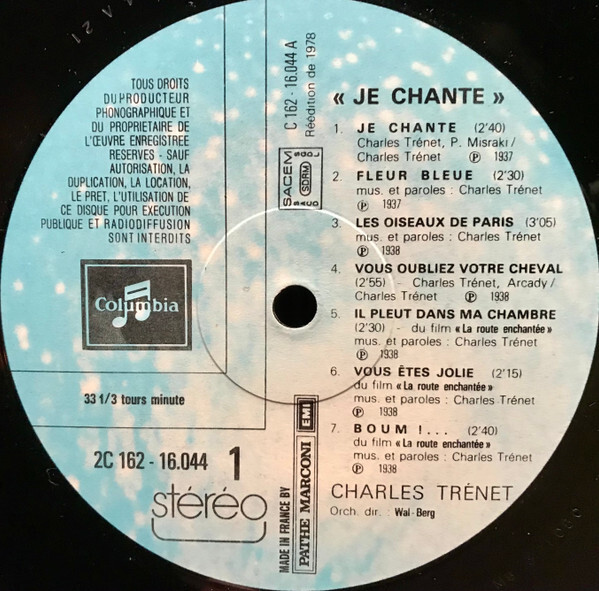 TOUS DROITS
DU PRODUCTEUR
PHONOGRAPHIQUE ET
DU PROPRIETAIRE DE
L'ŒUVRE ENREGISTREE
RESERVES - SAUF
AUTORISATION, LA
DUPLICATION, LA LOCATION,
LE PRET, L'UTILISATION DE
CE DISQUE POUR EXECUTION
PUBLIQUE ET RADIODIFFUSION
SONT INTERDITS
Columbia
33 1/3 tours minute
2C 162 - 16.044 1
stéréo
C 162 - 16.044 A
Réédition de 1978
SACEM
SDRM
SACD
SGDL
MADE IN FRANCE BY
PATHE MARCONI EMI
« JE CHANTE »
1. JE CHANTE (2'40)
Charles Trénet, P. Misraki /
Charles Trénet ℗ 1937
2. FLEUR BLEUE (2'30)
mus. et paroles : Charles Trénet
℗ 1937
3. LES OISEAUX DE PARIS (3'05)
mus. et paroles : Charles Trénet
℗ 1938
4. VOUS OUBLIEZ VOTRE CHEVAL
(2'55) - Charles Trénet, Arcady /
Charles Trénet ℗ 1938
5. IL PLEUT DANS MA CHAMBRE
(2'30) - du film « La route enchantée »
mus. et paroles : Charles Trénet
℗ 1938
6. VOUS ÊTES JOLIE (2'15)
du film « La route enchantée »
mus. et paroles : Charles Trénet
℗ 1938
7. BOUM !... (2'40)
du film « La route enchantée »
mus. et paroles : Charles Trénet
℗ 1938
CHARLES TRÉNET
Orch. dir. : Wal-Berg